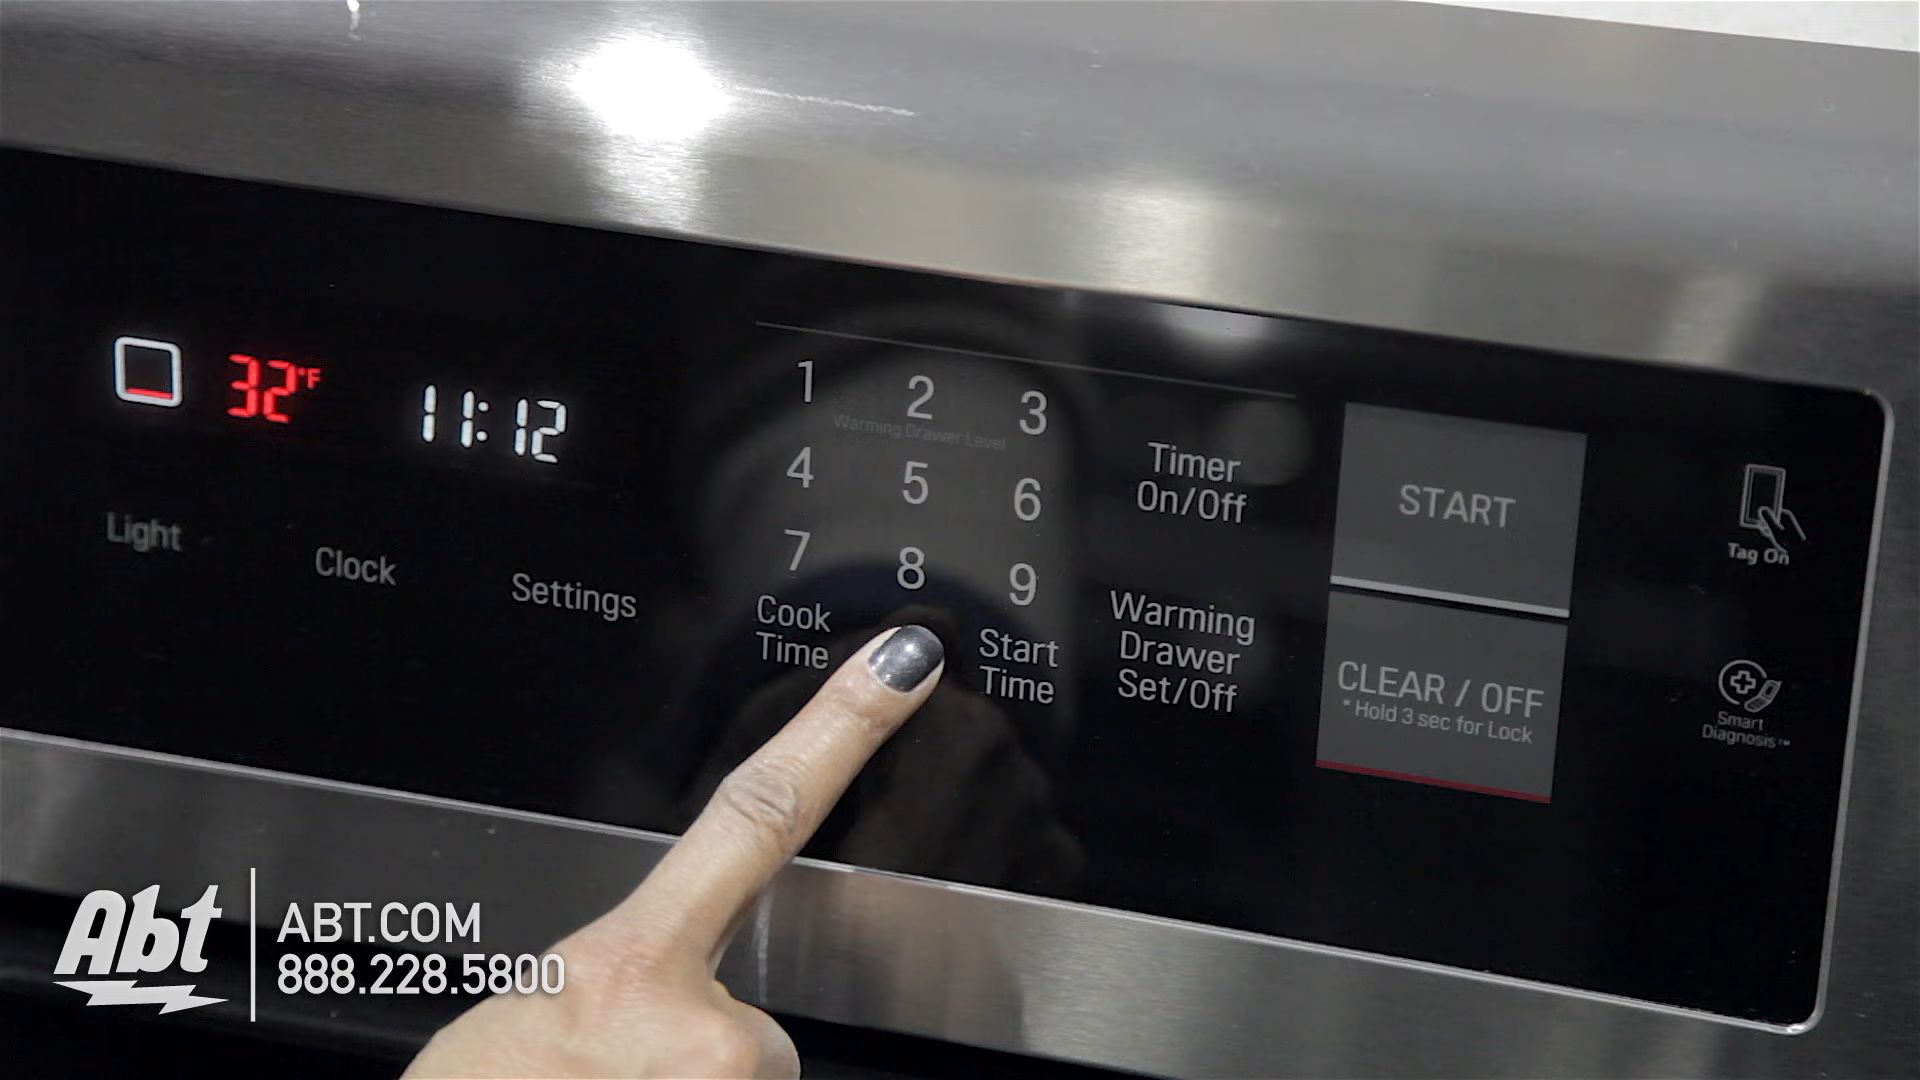 32°F
11:12
Light
Clock
Settings
1 2 3
Warming Drawer Level
4 5 6
7 8 9
Cook
Time
Start
Time
Timer
On/Off
Warming
Drawer
Set/Off
START
CLEAR / OFF
* Hold 3 sec for Lock
Tag On
Smart
Diagnosis™
Abt
ABT.COM
888.228.5800